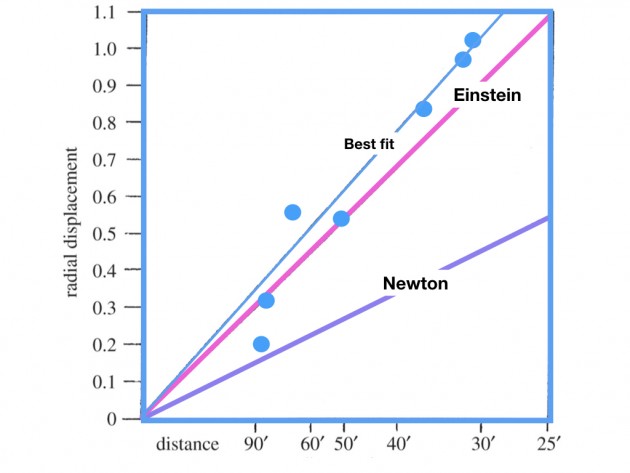 1.1
1.0
0.9
0.8
0.7
0.6
0.5
0.4
0.3
0.2
0.1
0
radial displacement
Einstein
Best fit
Newton
distance 90′ 60′ 50′ 40′ 30′ 25′